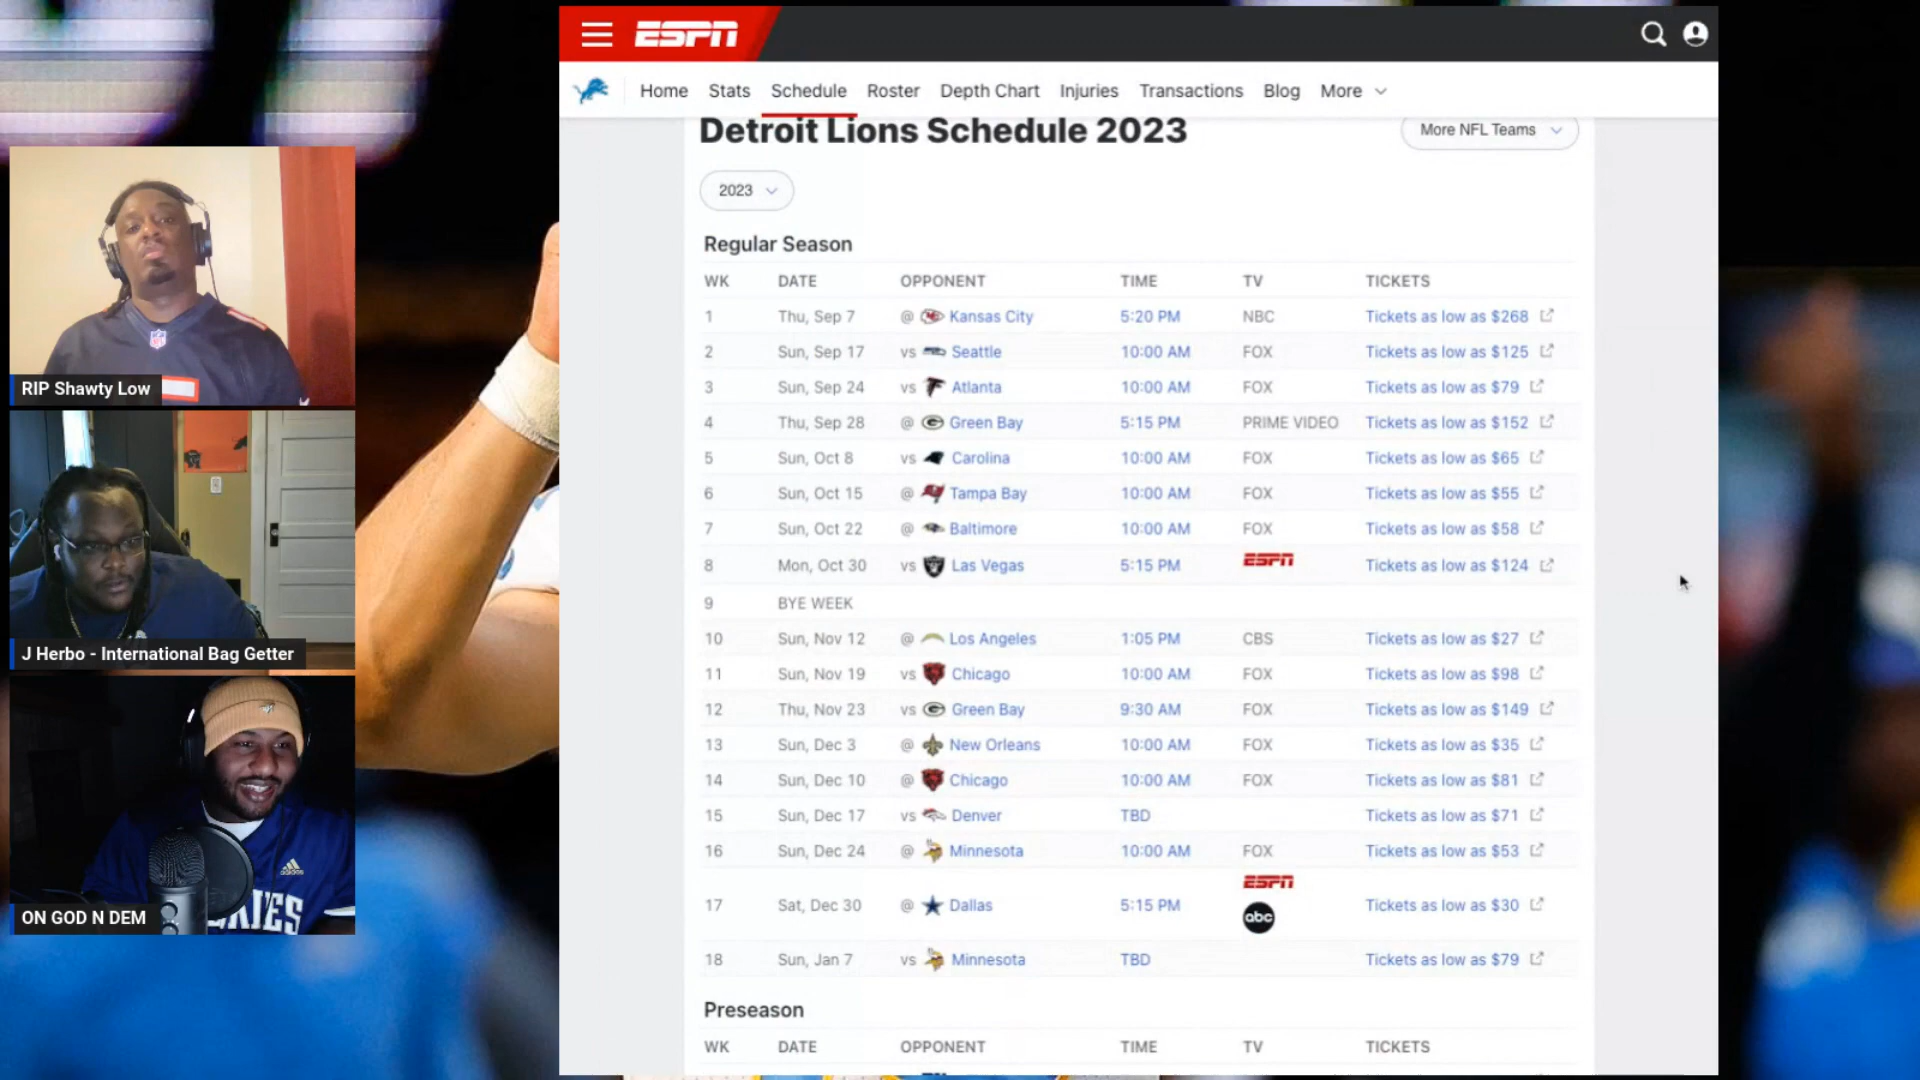 ESPN
Home Stats Schedule Roster Depth Chart Injuries Transactions Blog More
Detroit Lions Schedule 2023
More NFL Teams
2023
Regular Season
WK DATE OPPONENT TIME TV TICKETS
1 Thu, Sep 7 @ Kansas City 5:20 PM NBC Tickets as low as $268
2 Sun, Sep 17 vs Seattle 10:00 AM FOX Tickets as low as $125
3 Sun, Sep 24 vs Atlanta 10:00 AM FOX Tickets as low as $79
4 Thu, Sep 28 @ Green Bay 5:15 PM PRIME VIDEO Tickets as low as $152
5 Sun, Oct 8 vs Carolina 10:00 AM FOX Tickets as low as $65
6 Sun, Oct 15 @ Tampa Bay 10:00 AM FOX Tickets as low as $55
7 Sun, Oct 22 @ Baltimore 10:00 AM FOX Tickets as low as $58
8 Mon, Oct 30 vs Las Vegas 5:15 PM ESPN Tickets as low as $124
9 BYE WEEK
10 Sun, Nov 12 @ Los Angeles 1:05 PM CBS Tickets as low as $27
11 Sun, Nov 19 vs Chicago 10:00 AM FOX Tickets as low as $98
12 Thu, Nov 23 vs Green Bay 9:30 AM FOX Tickets as low as $149
13 Sun, Dec 3 @ New Orleans 10:00 AM FOX Tickets as low as $35
14 Sun, Dec 10 @ Chicago 10:00 AM FOX Tickets as low as $81
15 Sun, Dec 17 vs Denver TBD Tickets as low as $71
16 Sun, Dec 24 @ Minnesota 10:00 AM FOX Tickets as low as $53
17 Sat, Dec 30 @ Dallas 5:15 PM ESPN abc Tickets as low as $30
18 Sun, Jan 7 vs Minnesota TBD Tickets as low as $79
Preseason
WK DATE OPPONENT TIME TV TICKETS
RIP Shawty Low
J Herbo - International Bag Getter
adidas
ON GOD N DEM